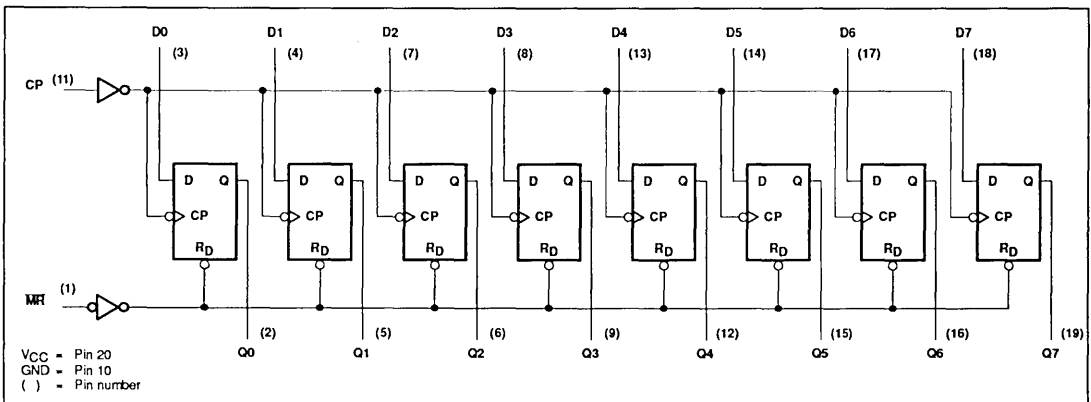 D0 D1 D2 D3 D4 D5 D6 D7
(3) (4) (7) (8) (13) (14) (17) (18)
CP (11)
D Q D Q D Q D Q D Q D Q D Q D Q
CP CP CP CP CP CP CP CP
RD RD RD RD RD RD RD RD
MR (1)
(2) (5) (6) (9) (12) (15) (16) (19)
Q0 Q1 Q2 Q3 Q4 Q5 Q6 Q7
VCC = Pin 20
GND = Pin 10
( ) = Pin number